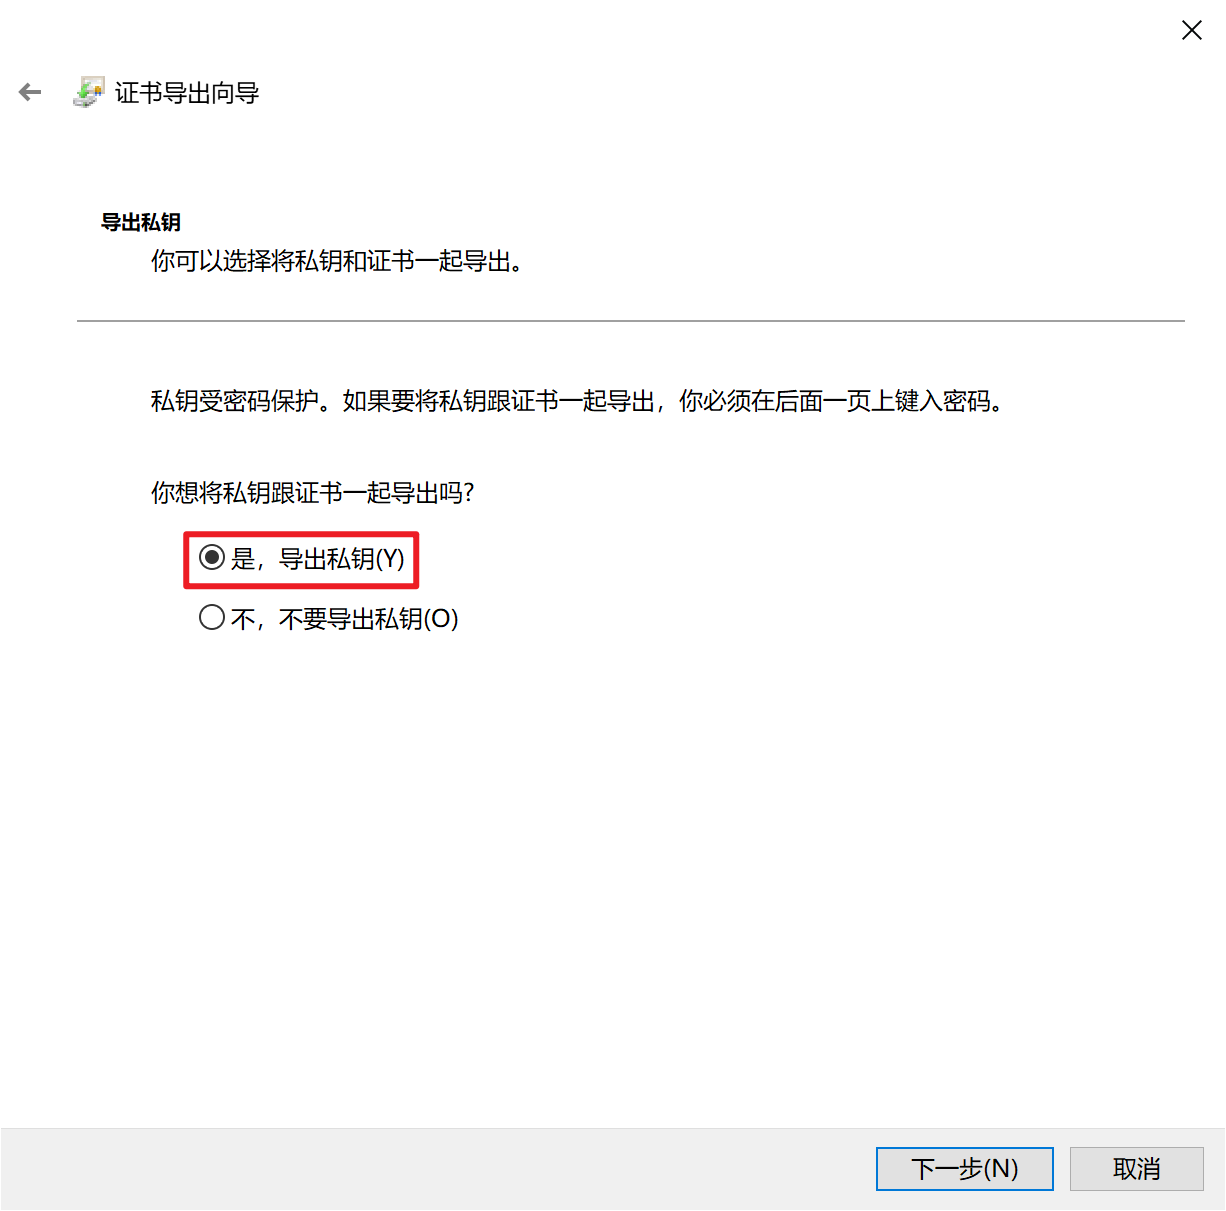 证书导出向导
导出私钥
你可以选择将私钥和证书一起导出。
私钥受密码保护。如果要将私钥跟证书一起导出，你必须在后面一页上键入密码。
你想将私钥跟证书一起导出吗?
是，导出私钥(Y)
不，不要导出私钥(O)
下一步(N)
取消